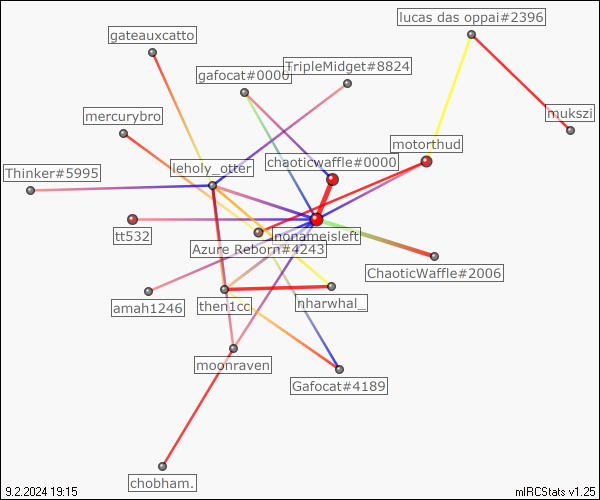 lucas das oppai#2396
gateauxcatto
TripleMidget#8824
gafocat#0000
mukszi
mercurybro
motorthud
chaoticwaffle#0000
leholy_otter
Thinker#5995
tt532
nonameisleft
Azure Reborn#4243
ChaoticWaffle#2006
amah1246
then1cc
nharwhal_
moonraven
Gafocat#4189
chobham.
9.2.2024 19:15
mIRCStats v1.25